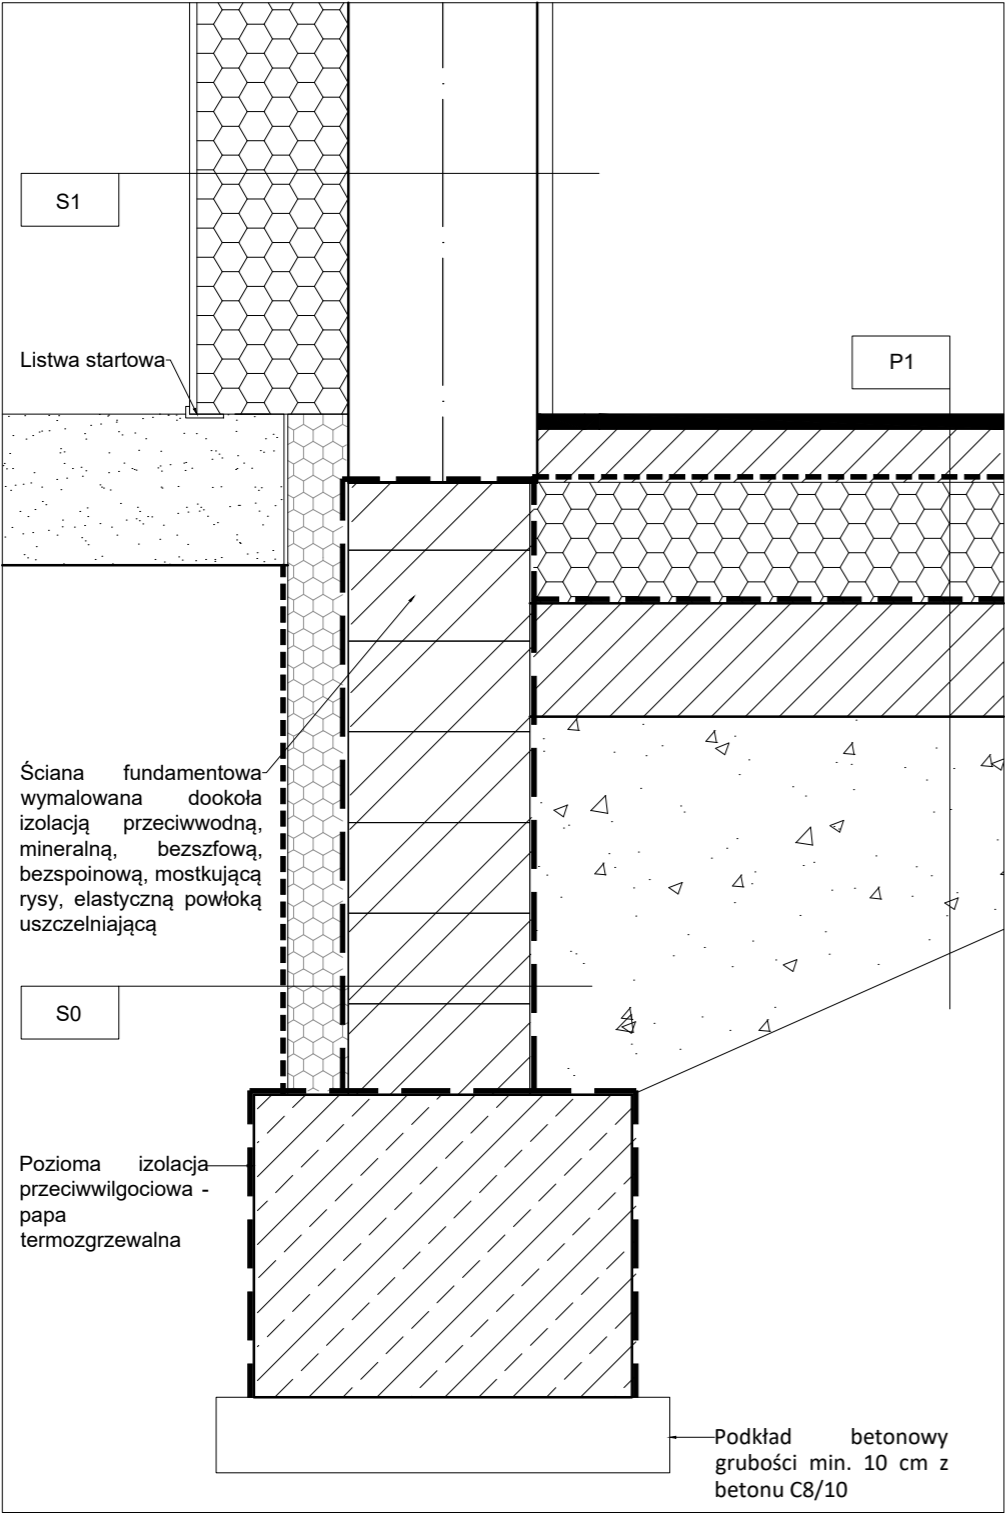 S1
Listwa startowa
P1
Ściana fundamentowa
wymalowana dookoła
izolacją przeciwwodną,
mineralną, bezszfową,
bezspoinową, mostkującą
rysy, elastyczną powłoką
uszczelniającą
S0
Pozioma izolacja
przeciwwilgociowa -
papa
termozgrzewalna
Podkład betonowy
grubości min. 10 cm z
betonu C8/10